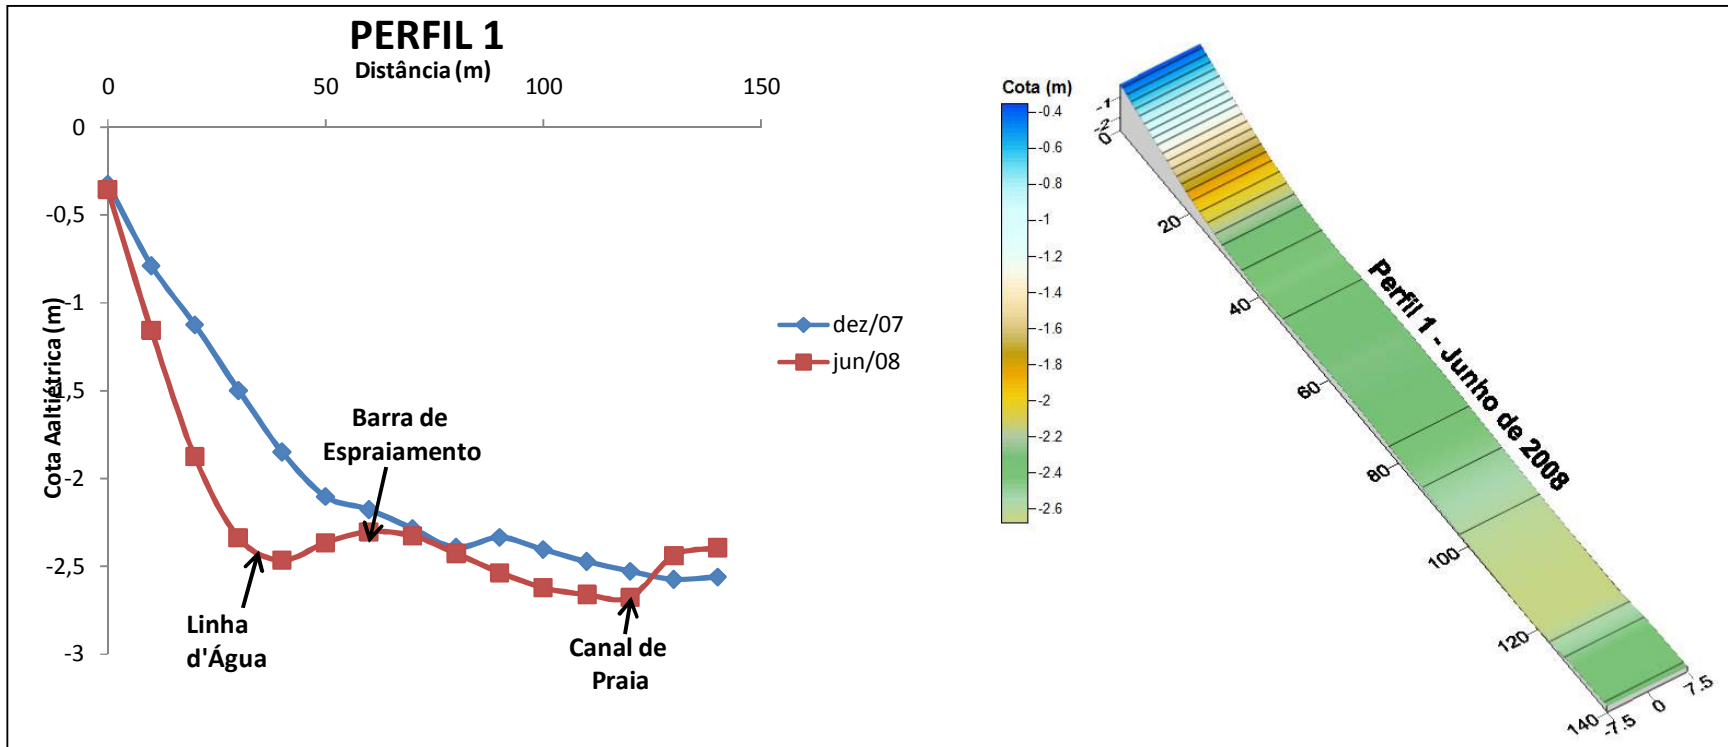 PERFIL 1
Distância (m)
0 50 100 150
0
-0,5
-1
-1,5
-2
-2,5
-3
Cota Aaltiétrica (m)
Barra de
Espraiamento
Linha
d'Água
Canal de
Praia
dez/07
jun/08
Cota (m)
-0.4
-0.6
-0.8
-1
-1.2
-1.4
-1.6
-1.8
-2
-2.2
-2.4
-2.6
-1
-2
0
20
40
60
80
100
120
140
-7.5 0 7.5
Perfil 1 - Junho de 2008